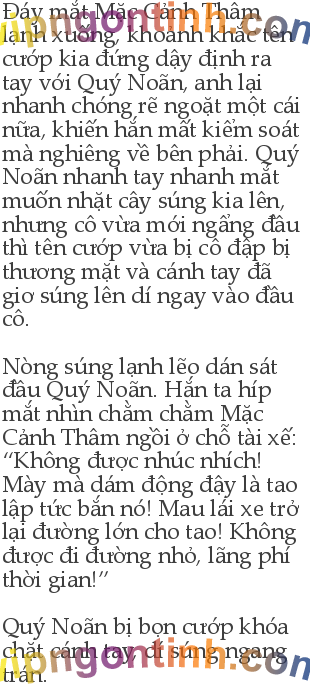 Đáy mắt Mặc Cảnh Thâm
lạnh xuống, khoảnh khắc tên
cướp kia đứng dậy định ra
tay với Quý Noãn, anh lại
nhanh chóng rẽ ngoặt một cái
nữa, khiến hắn mất kiểm soát
mà nghiêng về bên phải. Quý
Noãn nhanh tay nhanh mắt
muốn nhặt cây súng kia lên,
nhưng cô vừa mới ngẩng đầu
thì tên cướp vừa bị cô đập bị
thương mặt và cánh tay đã
giơ súng lên dí ngay vào đầu
cô.
Nòng súng lạnh lẽo dán sát
đầu Quý Noãn. Hắn ta híp
mắt nhìn chằm chằm Mặc
Cảnh Thâm ngồi ở chỗ tài xế:
“Không được nhúc nhích!
Mày mà dám động đậy là tao
lập tức bắn nó! Mau lái xe trở
lại đường lớn cho tao! Không
được đi đường nhỏ, lãng phí
thời gian!”
Quý Noãn bị bọn cướp khóa
chặt cánh tay, dí súng ngang
trán.